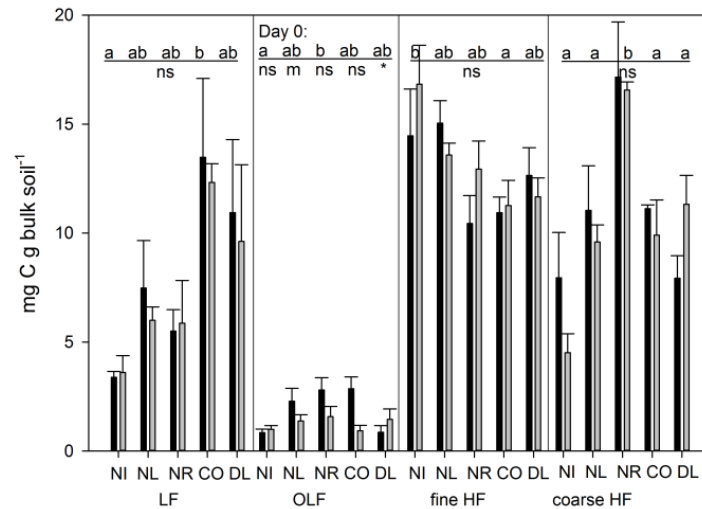 20
15
10
5
0
mg C g bulk soil⁻¹
Day 0:
a ab ab b ab
ns
a ab b ab ab
ns m ns ns *
b ab ab a ab
ns
a a b a a
ns
NI NL NR CO DL NI NL NR CO DL NI NL NR CO DL NI NL NR CO DL
LF OLF fine HF coarse HF